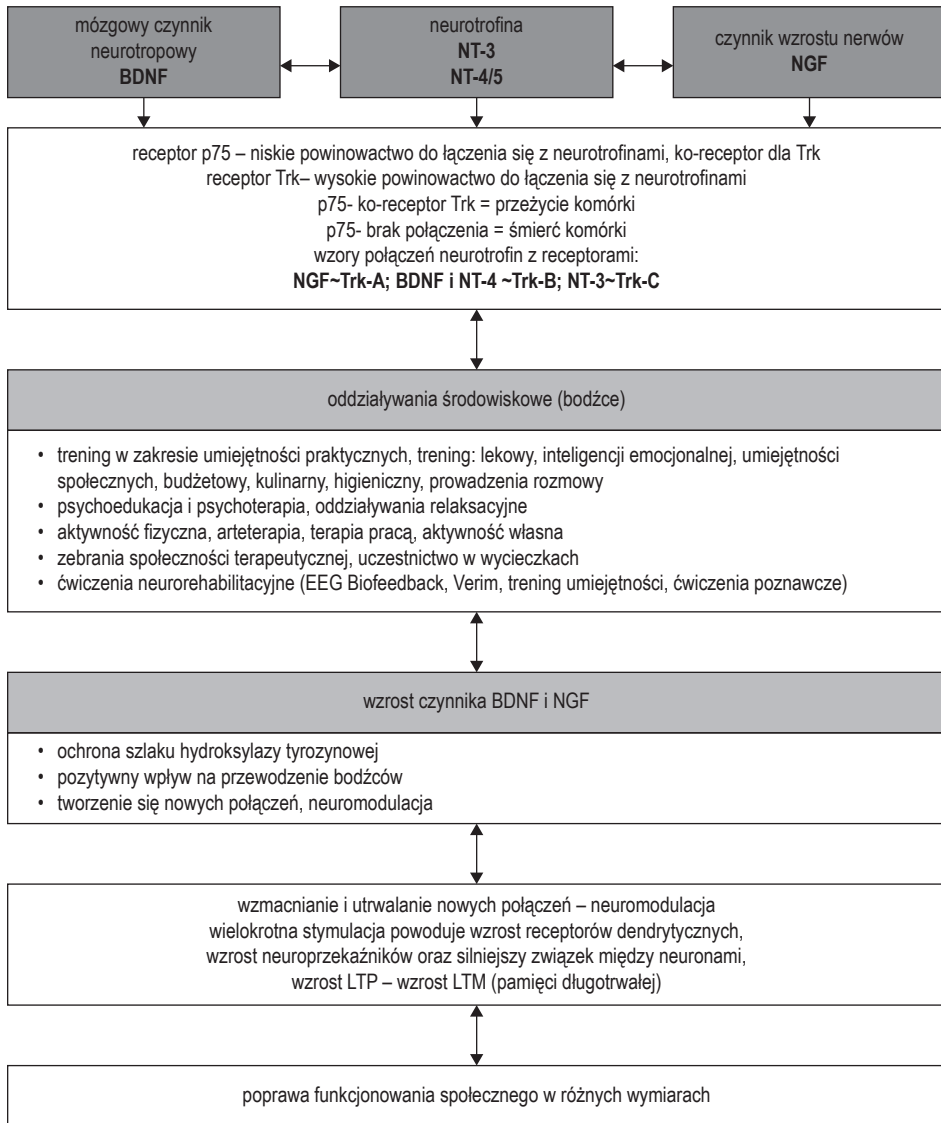 mózgowy czynnik
neurotropowy
BDNF
neurotrofina
NT-3
NT-4/5
czynnik wzrostu nerwów
NGF
receptor p75 – niskie powinowactwo do łączenia się z neurotrofinami, ko-receptor dla Trk
receptor Trk– wysokie powinowactwo do łączenia się z neurotrofinami
p75- ko-receptor Trk = przeżycie komórki
p75- brak połączenia = śmierć komórki
wzory połączeń neurotrofin z receptorami:
NGF~Trk-A; BDNF i NT-4 ~Trk-B; NT-3~Trk-C
oddziaływania środowiskowe (bodźce)
• trening w zakresie umiejętności praktycznych, trening: lekowy, inteligencji emocjonalnej, umiejętności
społecznych, budżetowy, kulinarny, higieniczny, prowadzenia rozmowy
• psychoedukacja i psychoterapia, oddziaływania relaksacyjne
• aktywność fizyczna, arteterapia, terapia pracą, aktywność własna
• zebrania społeczności terapeutycznej, uczestnictwo w wycieczkach
• ćwiczenia neurorehabilitacyjne (EEG Biofeedback, Verim, trening umiejętności, ćwiczenia poznawcze)
wzrost czynnika BDNF i NGF
• ochrona szlaku hydroksylazy tyrozynowej
• pozytywny wpływ na przewodzenie bodźców
• tworzenie się nowych połączeń, neuromodulacja
wzmacnianie i utrwalanie nowych połączeń – neuromodulacja
wielokrotna stymulacja powoduje wzrost receptorów dendrytycznych,
wzrost neuroprzekaźników oraz silniejszy związek między neuronami,
wzrost LTP – wzrost LTM (pamięci długotrwałej)
poprawa funkcjonowania społecznego w różnych wymiarach